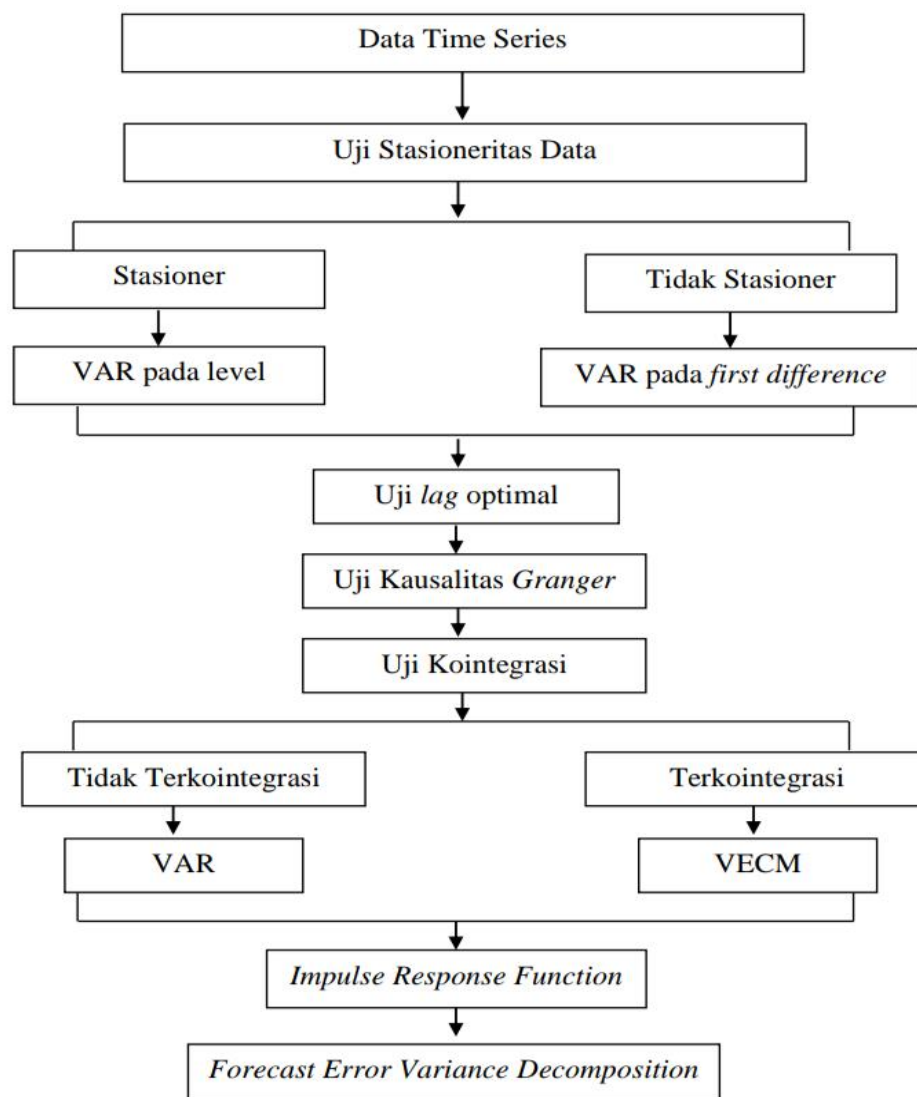 Data Time Series
Uji Stasioneritas Data
Stasioner
Tidak Stasioner
VAR pada level
VAR pada first difference
Uji lag optimal
Uji Kausalitas Granger
Uji Kointegrasi
Tidak Terkointegrasi
Terkointegrasi
VAR
VECM
Impulse Response Function
Forecast Error Variance Decomposition